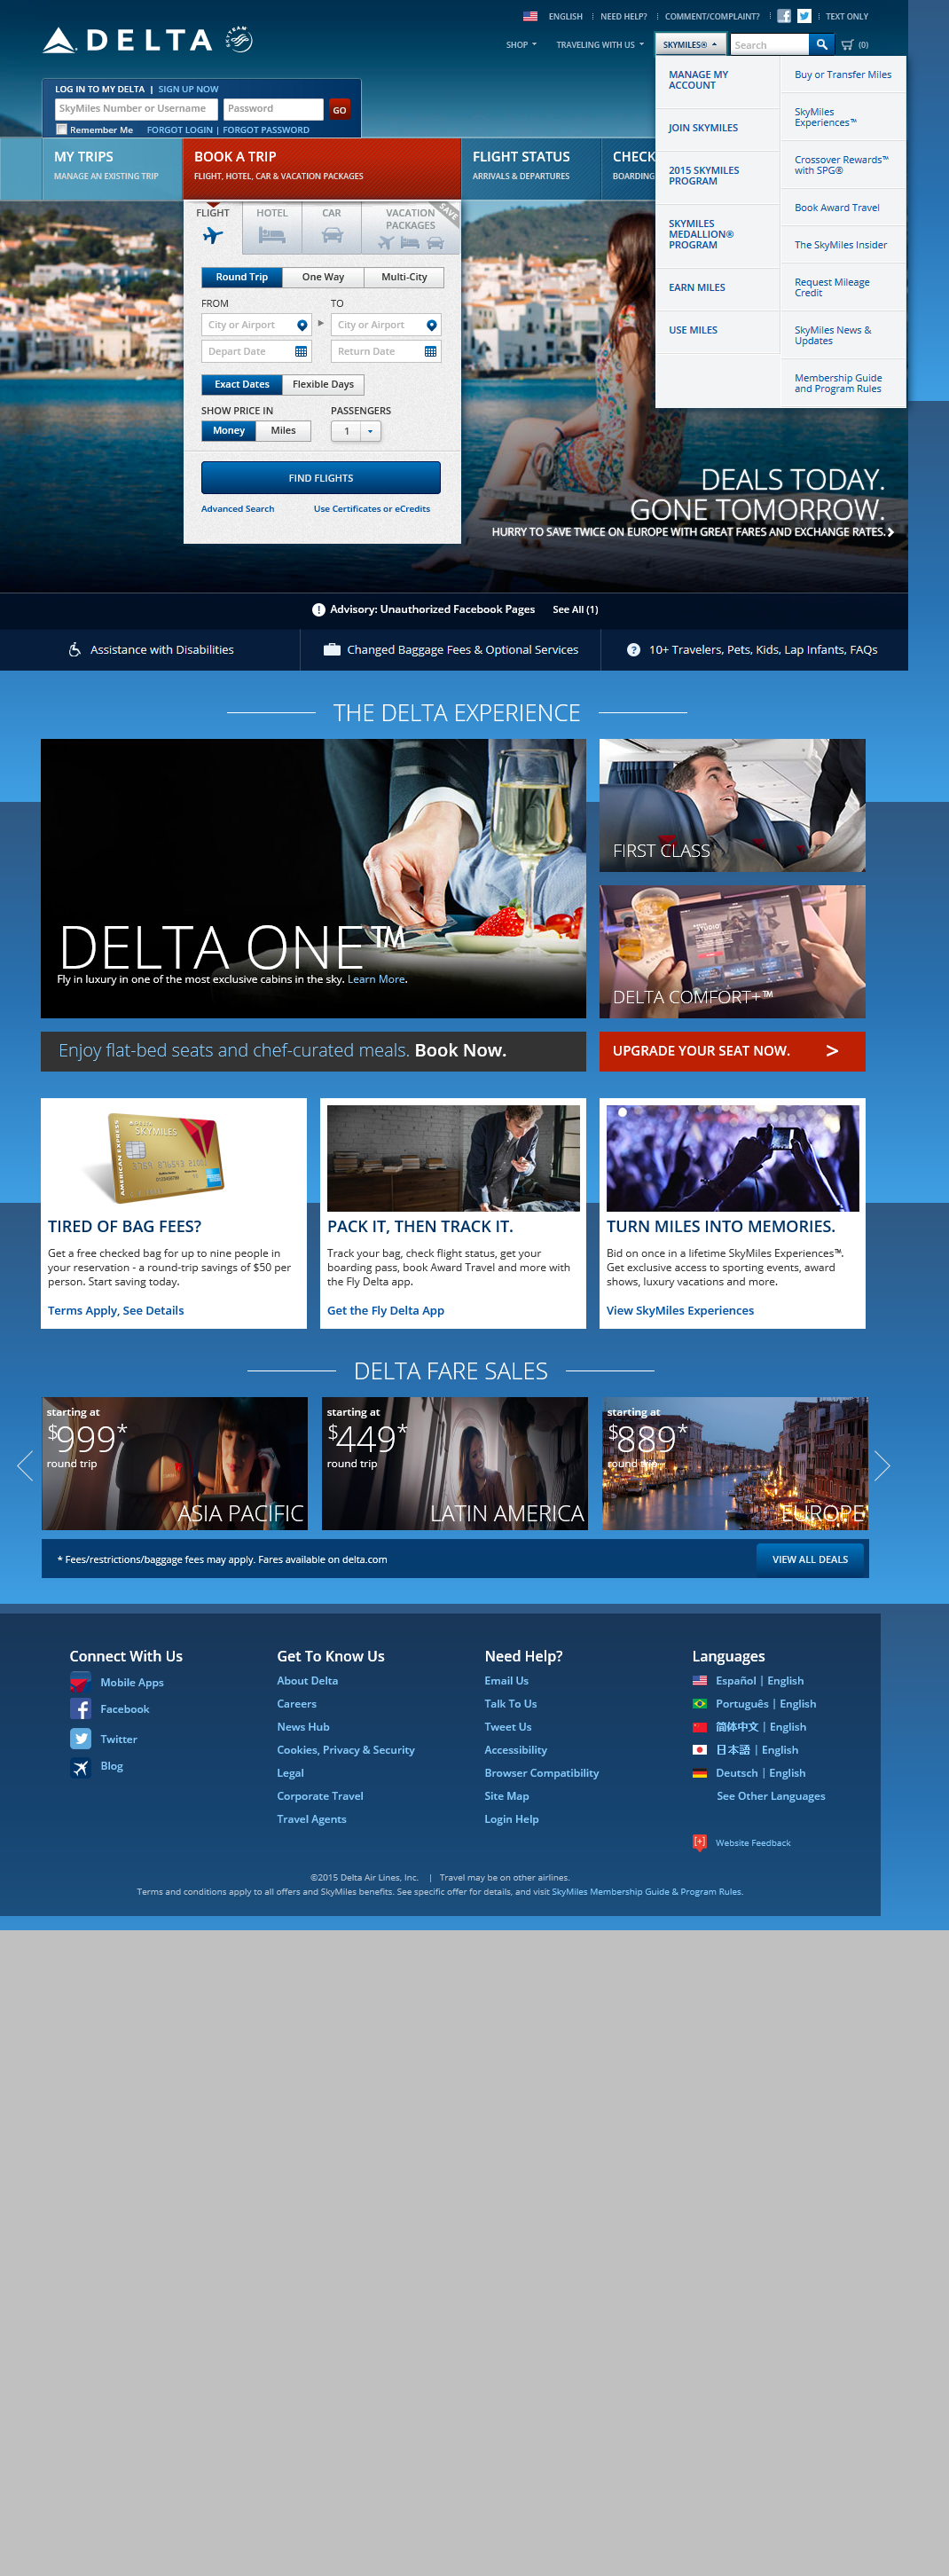 ENGLISH
NEED HELP?
COMMENT/COMPLAINT?
TEXT ONLY
DELTA
SHOP
TRAVELING WITH US
SKYMILES®
Search
(0)
LOG IN TO MY DELTA | SIGN UP NOW
SkyMiles Number or Username
Password
GO
Remember Me
FORGOT LOGIN | FORGOT PASSWORD
MANAGE MY
ACCOUNT
JOIN SKYMILES
2015 SKYMILES
PROGRAM
SKYMILES
MEDALLION®
PROGRAM
EARN MILES
USE MILES
Buy or Transfer Miles
SkyMiles
Experiences™
Crossover Rewards™
with SPG®
Book Award Travel
The SkyMiles Insider
Request Mileage
Credit
SkyMiles News &
Updates
Membership Guide
and Program Rules
MY TRIPS
MANAGE AN EXISTING TRIP
BOOK A TRIP
FLIGHT, HOTEL, CAR & VACATION PACKAGES
FLIGHT STATUS
ARRIVALS & DEPARTURES
CHECK
BOARDING
FLIGHT
HOTEL
CAR
VACATION
PACKAGES
SAVE
Round Trip
One Way
Multi-City
FROM
TO
City or Airport
City or Airport
Depart Date
Return Date
Exact Dates
Flexible Days
SHOW PRICE IN
PASSENGERS
Money
Miles
1
FIND FLIGHTS
Advanced Search
Use Certificates or eCredits
DEALS TODAY.
GONE TOMORROW.
HURRY TO SAVE TWICE ON EUROPE WITH GREAT FARES AND EXCHANGE RATES.
Advisory: Unauthorized Facebook Pages
See All (1)
Assistance with Disabilities
Changed Baggage Fees & Optional Services
10+ Travelers, Pets, Kids, Lap Infants, FAQs
THE DELTA EXPERIENCE
DELTA ONE™
Fly in luxury in one of the most exclusive cabins in the sky. Learn More.
FIRST CLASS
DELTA COMFORT+™
Enjoy flat-bed seats and chef-curated meals. Book Now.
UPGRADE YOUR SEAT NOW. >
AMERICAN EXPRESS
DELTA
SKYMILES
TIRED OF BAG FEES?
Get a free checked bag for up to nine people in
your reservation - a round-trip savings of $50 per
person. Start saving today.
Terms Apply, See Details
PACK IT, THEN TRACK IT.
Track your bag, check flight status, get your
boarding pass, book Award Travel and more with
the Fly Delta app.
Get the Fly Delta App
TURN MILES INTO MEMORIES.
Bid on once in a lifetime SkyMiles Experiences™.
Get exclusive access to sporting events, award
shows, luxury vacations and more.
View SkyMiles Experiences
DELTA FARE SALES
starting at
$999*
round trip
ASIA PACIFIC
starting at
$449*
round trip
LATIN AMERICA
starting at
$889*
round trip
EUROPE
* Fees/restrictions/baggage fees may apply. Fares available on delta.com
VIEW ALL DEALS
Connect With Us
Mobile Apps
Facebook
Twitter
Blog
Get To Know Us
About Delta
Careers
News Hub
Cookies, Privacy & Security
Legal
Corporate Travel
Travel Agents
Need Help?
Email Us
Talk To Us
Tweet Us
Accessibility
Browser Compatibility
Site Map
Login Help
Languages
Español | English
Português | English
简体中文 | English
日本語 | English
Deutsch | English
See Other Languages
Website Feedback
©2015 Delta Air Lines, Inc. | Travel may be on other airlines.
Terms and conditions apply to all offers and SkyMiles benefits. See specific offer for details, and visit SkyMiles Membership Guide & Program Rules.